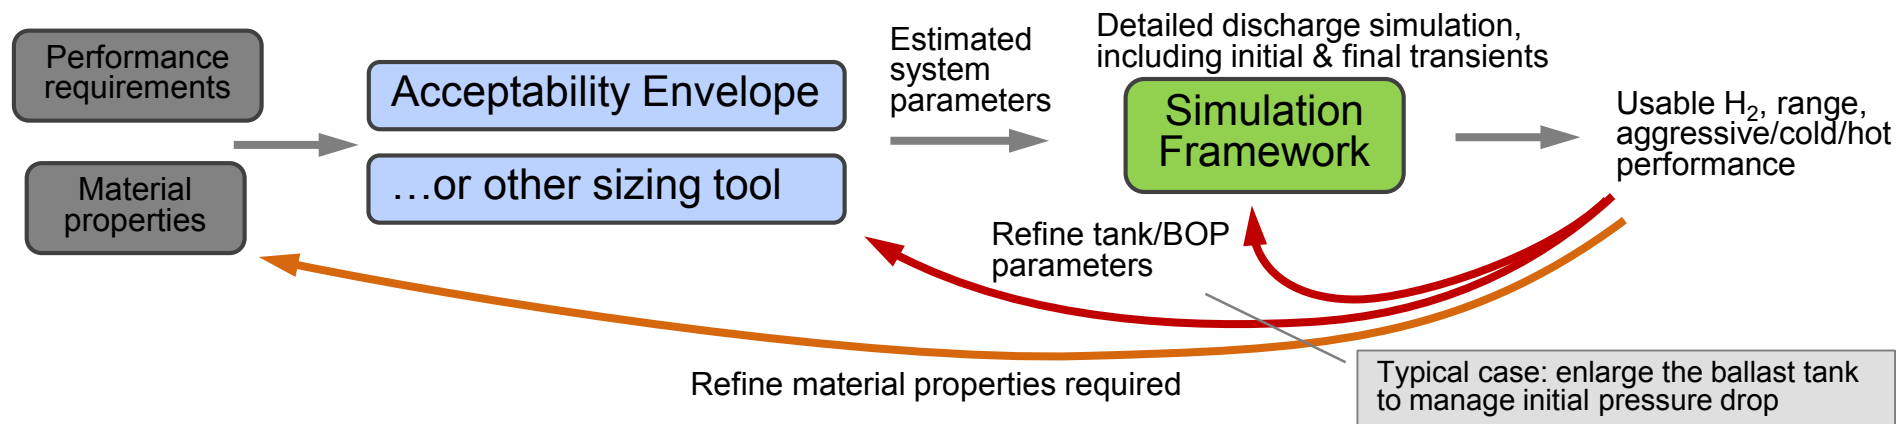 Performance
requirements
Material
properties
Acceptability Envelope
…or other sizing tool
Estimated
system
parameters
Detailed discharge simulation,
including initial & final transients
Simulation
Framework
Usable H₂, range,
aggressive/cold/hot
performance
Refine tank/BOP
parameters
Refine material properties required
Typical case: enlarge the ballast tank
to manage initial pressure drop